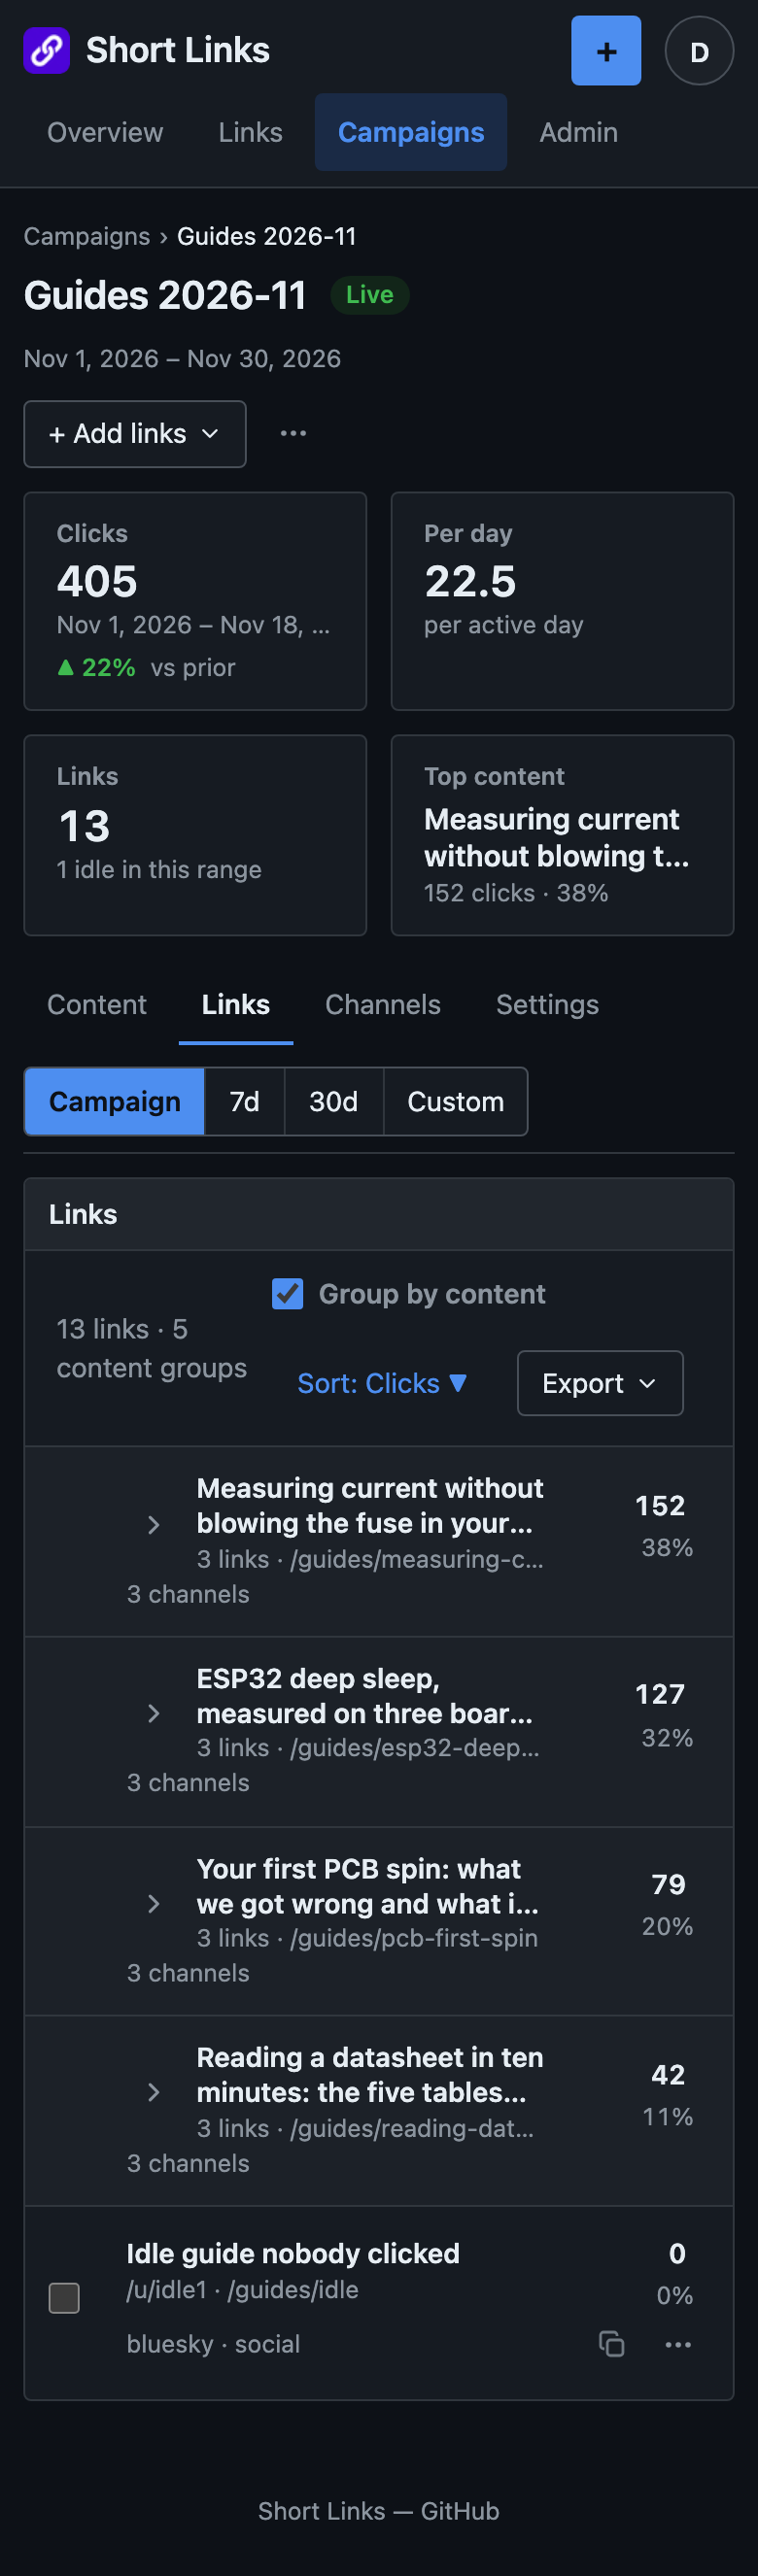 Short Links
+
D
Overview
Links
Campaigns
Admin
Campaigns › Guides 2026-11
Guides 2026-11
Live
Nov 1, 2026 – Nov 30, 2026
+ Add links
Clicks
405
Nov 1, 2026 – Nov 18, ...
22% vs prior
Per day
22.5
per active day
Links
13
1 idle in this range
Top content
Measuring current
without blowing t...
152 clicks · 38%
Content
Links
Channels
Settings
Campaign
7d
30d
Custom
Links
13 links · 5
content groups
Group by content
Sort: Clicks ▼
Export
Measuring current without
blowing the fuse in your...
3 links · /guides/measuring-c...
3 channels
152
38%
ESP32 deep sleep,
measured on three boar...
3 links · /guides/esp32-deep...
3 channels
127
32%
Your first PCB spin: what
we got wrong and what i...
3 links · /guides/pcb-first-spin
3 channels
79
20%
Reading a datasheet in ten
minutes: the five tables...
3 links · /guides/reading-dat...
3 channels
42
11%
Idle guide nobody clicked
/u/idle1 · /guides/idle
bluesky · social
0
0%
Short Links — GitHub